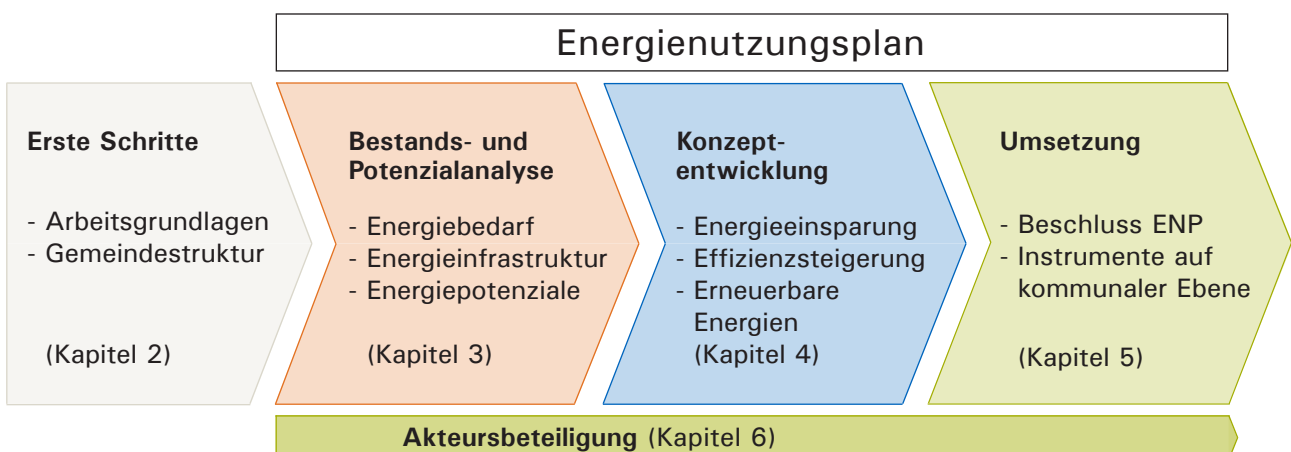 Energienutzungsplan
Erste Schritte
- Arbeitsgrundlagen
- Gemeindestruktur
(Kapitel 2)
Bestands- und
Potenzialanalyse
- Energiebedarf
- Energieinfrastruktur
- Energiepotenziale
(Kapitel 3)
Konzept-
entwicklung
- Energieeinsparung
- Effizienzsteigerung
- Erneuerbare
Energien
(Kapitel 4)
Umsetzung
- Beschluss ENP
- Instrumente auf
kommunaler Ebene
(Kapitel 5)
Akteursbeteiligung (Kapitel 6)